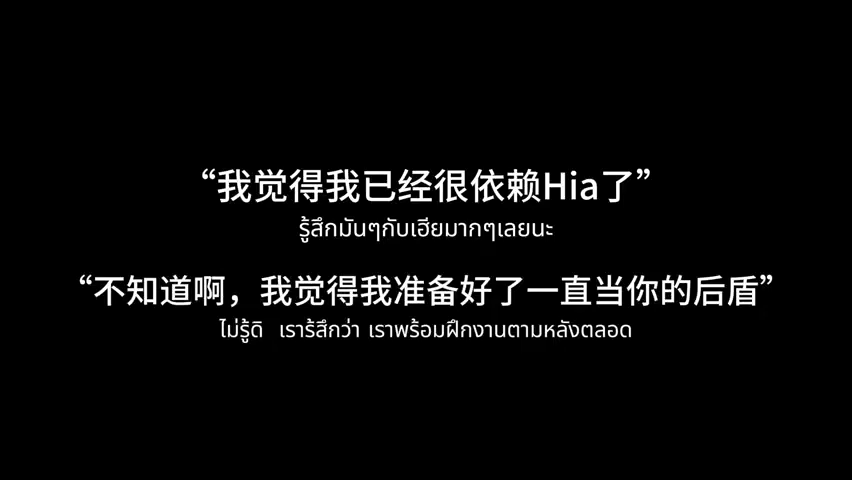 “我觉得我已经很依赖Hia了”
รู้สึกมันๆกับเฮียมากๆเลยนะ
“不知道啊，我觉得我准备好了一直当你的后盾”
ไม่รู้ดิ เราร้สึกว่า เราพร้อมฝึกงานตามหลังตลอด